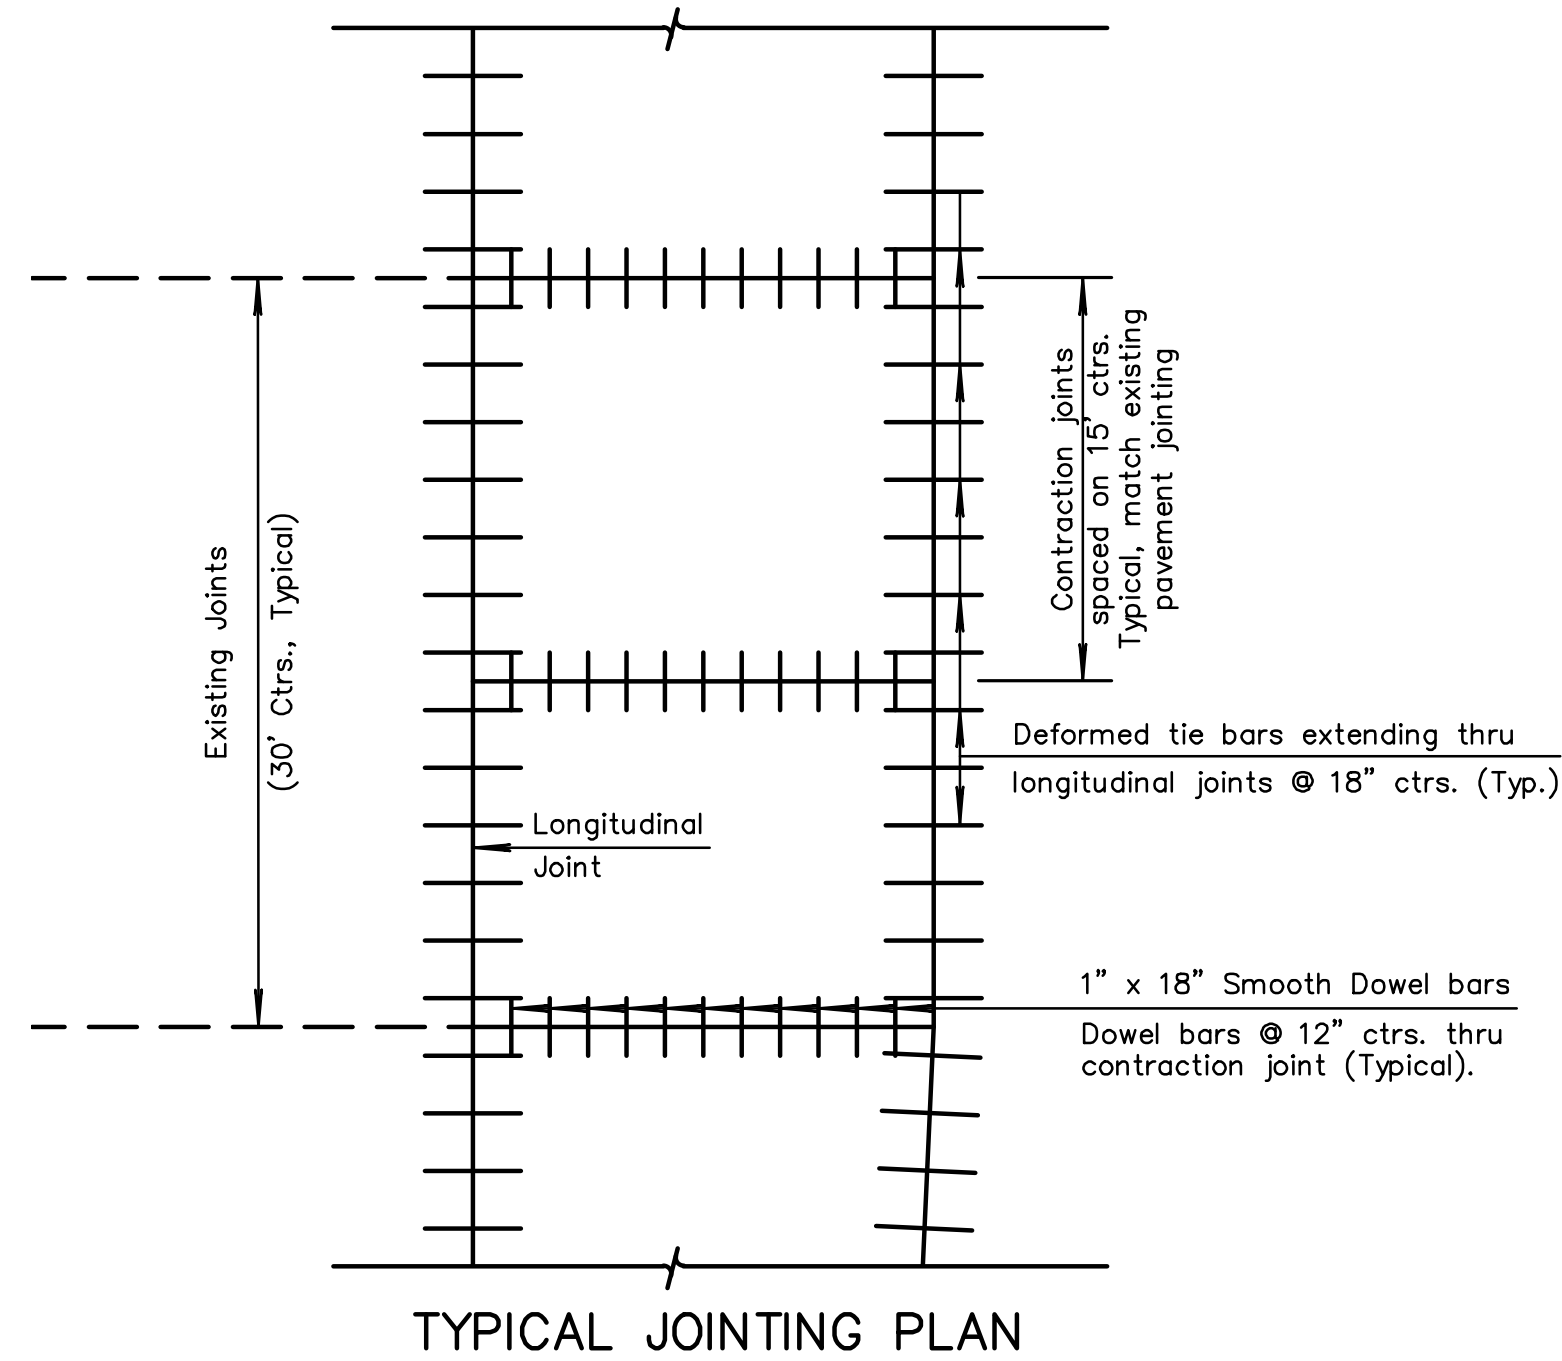 Existing Joints
(30' Ctrs., Typical)
Contraction joints
spaced on 15' ctrs.
Typical, match existing
pavement jointing
Deformed tie bars extending thru
longitudinal joints @ 18" ctrs. (Typ.)
Longitudinal
Joint
1" x 18" Smooth Dowel bars
Dowel bars @ 12" ctrs. thru
contraction joint (Typical).
TYPICAL JOINTING PLAN